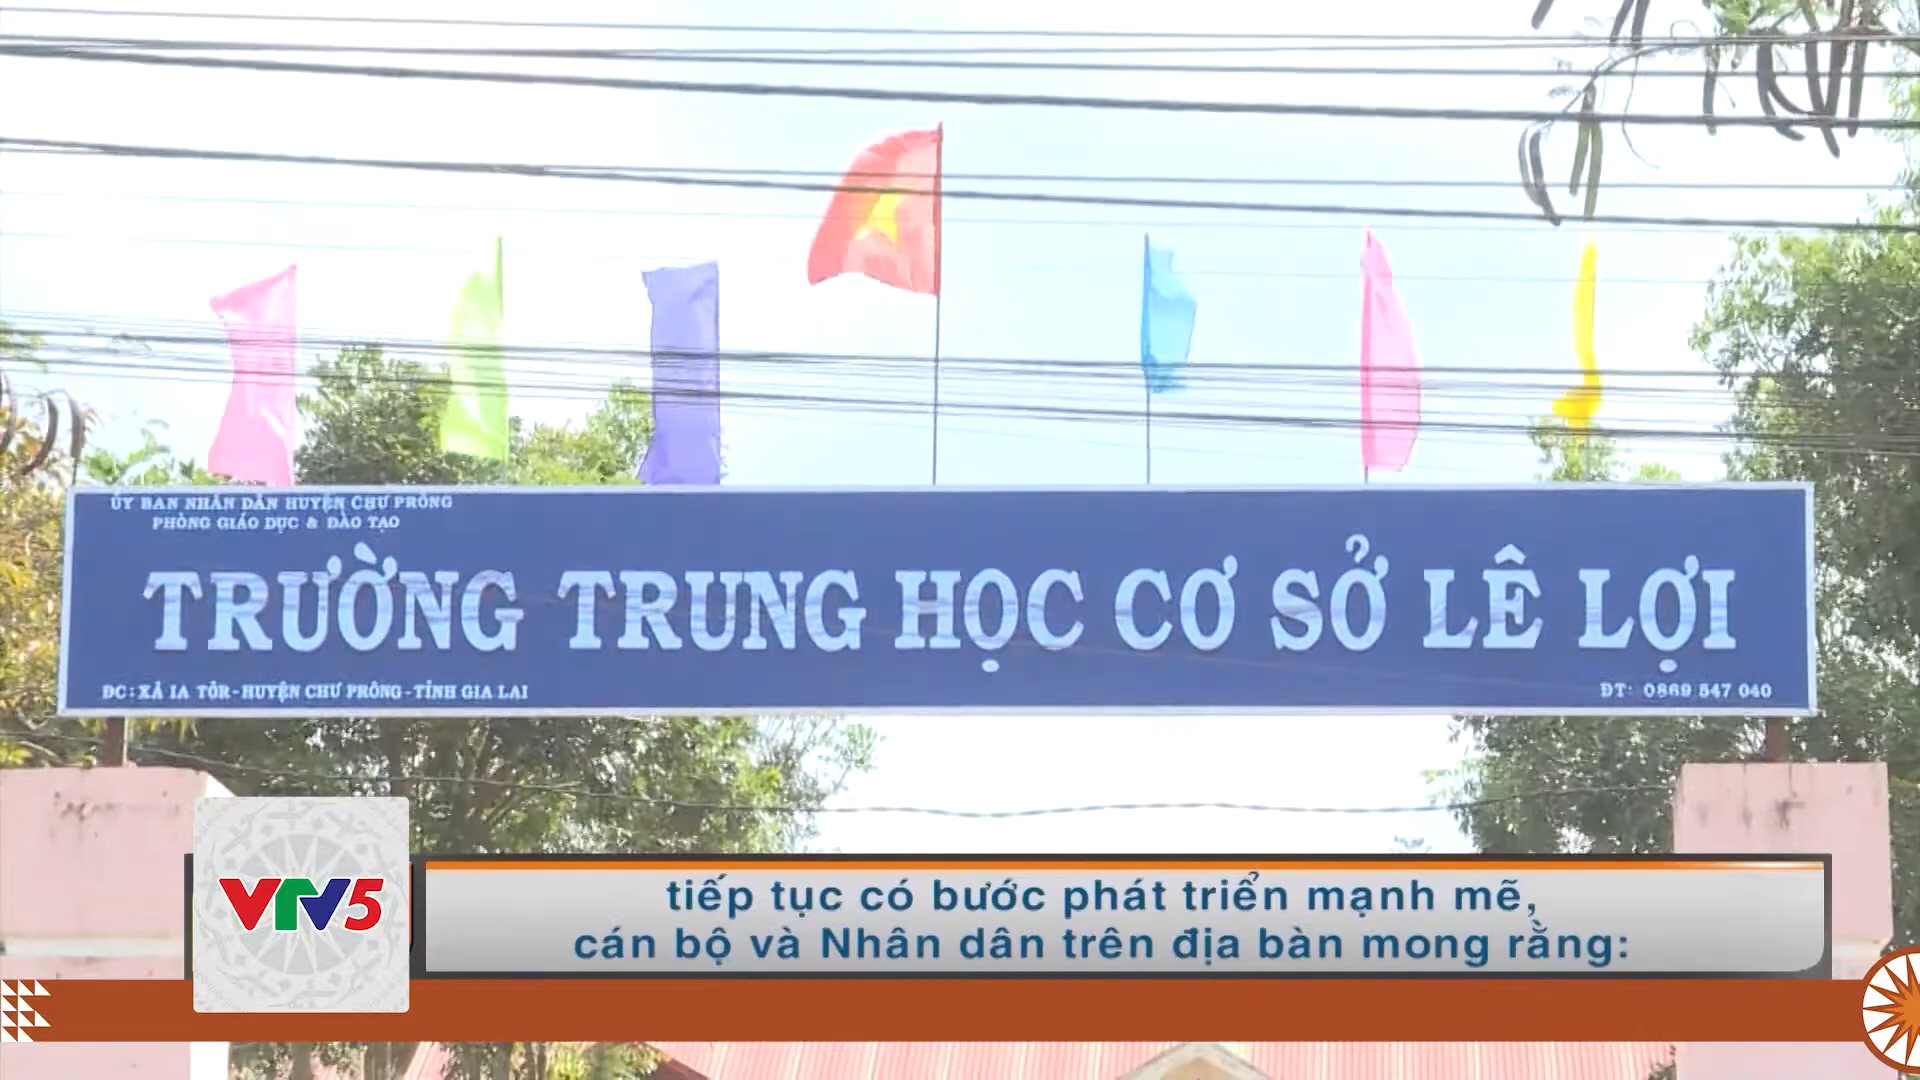 ỦY BAN NHÂN DÂN HUYỆN CHƯ PRÔNG
PHÒNG GIÁO DỤC & ĐÀO TẠO
TRƯỜNG TRUNG HỌC CƠ SỞ LÊ LỢI
ĐC: XÃ IA TÔR - HUYỆN CHƯ PRÔNG - TỈNH GIA LAI
ĐT: 0869 547 040
VTV5
tiếp tục có bước phát triển mạnh mẽ,
cán bộ và Nhân dân trên địa bàn mong rằng: